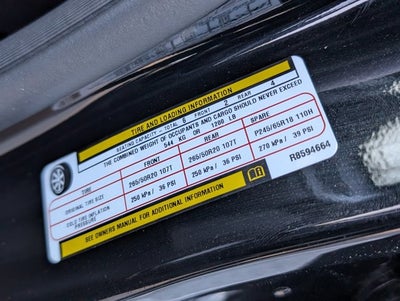 TIRE AND LOADING INFORMATION
SEATING CAPACITY - TOTAL 6 FRONT 2 REAR 4
THE COMBINED WEIGHT OF OCCUPANTS AND CARGO SHOULD NEVER EXCEED
544 KG OR 1200 LB
TIRE FRONT REAR SPARE
ORIGINAL TIRE SIZE 265/50R20 107T 265/50R20 107T P245/65R18 110H
COLD TIRE INFLATION PRESSURE 250 kPa / 36 PSI 250 kPa / 36 PSI 270 kPa / 39 PSI
SEE OWNERS MANUAL FOR ADDITIONAL INFORMATION
R8594664